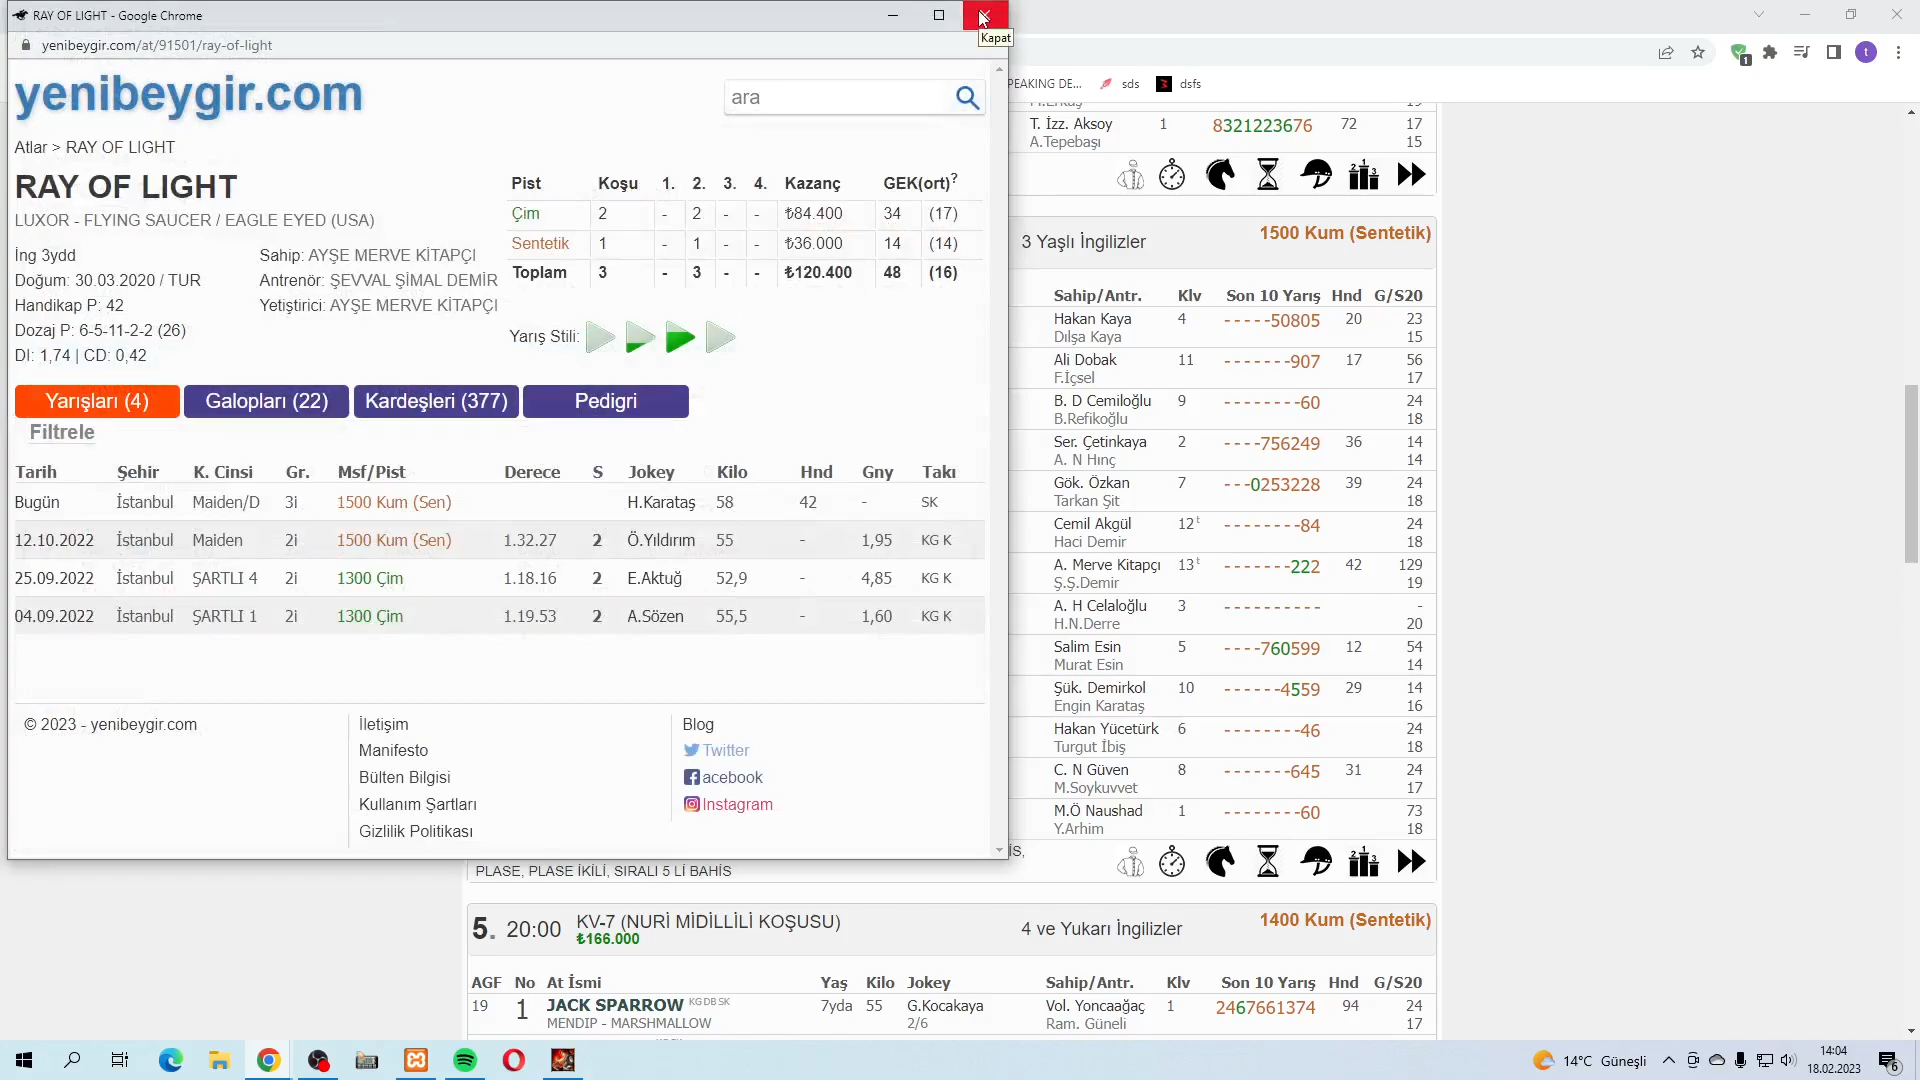 RAY OF LIGHT - Google Chrome
Kapat
yenibeygir.com/at/91501/ray-of-light
yenibeygir.com
ara
Atlar > RAY OF LIGHT
RAY OF LIGHT
LUXOR - FLYING SAUCER / EAGLE EYED (USA)
İng 3ydd
Doğum: 30.03.2020 / TUR
Handikap P: 42
Dozaj P: 6-5-11-2-2 (26)
DI: 1,74 | CD: 0,42
Sahip: AYŞE MERVE KİTAPÇI
Antrenör: ŞEVVAL ŞİMAL DEMİR
Yetiştirici: AYŞE MERVE KİTAPÇI
Pist Koşu 1. 2. 3. 4. Kazanç GEK(ort)?
Çim 2 - 2 - - ₺84.400 34 (17)
Sentetik 1 - 1 - - ₺36.000 14 (14)
Toplam 3 - 3 - - ₺120.400 48 (16)
Yarış Stili:
Yarışları (4) Galopları (22) Kardeşleri (377) Pedigri
Filtrele
Tarih Şehir K. Cinsi Gr. Msf/Pist Derece S Jokey Kilo Hnd Gny Takı
Bugün İstanbul Maiden/D 3i 1500 Kum (Sen) H.Karataş 58 42 - SK
12.10.2022 İstanbul Maiden 2i 1500 Kum (Sen) 1.32.27 2 Ö.Yıldırım 55 - 1,95 KG K
25.09.2022 İstanbul ŞARTLI 4 2i 1300 Çim 1.18.16 2 E.Aktuğ 52,9 - 4,85 KG K
04.09.2022 İstanbul ŞARTLI 1 2i 1300 Çim 1.19.53 2 A.Sözen 55,5 - 1,60 KG K
© 2023 - yenibeygir.com
İletişim
Manifesto
Bülten Bilgisi
Kullanım Şartları
Gizlilik Politikası
Blog
Twitter
acebook
Instagram
PEAKING DE... sds dsfs
1
t
T. İzz. Aksoy 1 8321223676 72 17
A.Tepebaşı 15
3 Yaşlı İngilizler 1500 Kum (Sentetik)
Sahip/Antr. Klv Son 10 Yarış Hnd G/S20
Hakan Kaya 4 -----50805 20 23
Dılşa Kaya 15
Ali Dobak 11 -------907 17 56
F.İçsel 17
B. D Cemiloğlu 9 --------60 24
B.Refikoğlu 18
Ser. Çetinkaya 2 ----756249 36 14
A. N Hınç 14
Gök. Özkan 7 ---0253228 39 24
Tarkan Şit 18
Cemil Akgül 12t --------84 24
Haci Demir 18
A. Merve Kitapçı 13t -------222 42 129
Ş.Ş.Demir 19
A. H Celaloğlu 3 ---------- -
H.N.Derre 20
Salim Esin 5 ----760599 12 54
Murat Esin 14
Şük. Demirkol 10 ------4559 29 14
Engin Karataş 16
Hakan Yücetürk 6 --------46 24
Turgut İbiş 18
C. N Güven 8 -------645 31 24
M.Soykuvvet 17
M.Ö Naushad 1 --------60 73
Y.Arhim 18
İS,
PLASE, PLASE İKİLİ, SIRALI 5 Lİ BAHİS
5. 20:00 KV-7 (NURİ MİDİLLİLİ KOŞUSU) 4 ve Yukarı İngilizler 1400 Kum (Sentetik)
₺166.000
AGF No At İsmi Yaş Kilo Jokey Sahip/Antr. Klv Son 10 Yarış Hnd G/S20
19 1 JACK SPARROW KG DB SK 7yda 55 G.Kocakaya Vol. Yoncaağaç 1 2467661374 94 24
MENDIP - MARSHMALLOW 2/6 Ram. Güneli 17
14°C Güneşli
14:04
18.02.2023
6